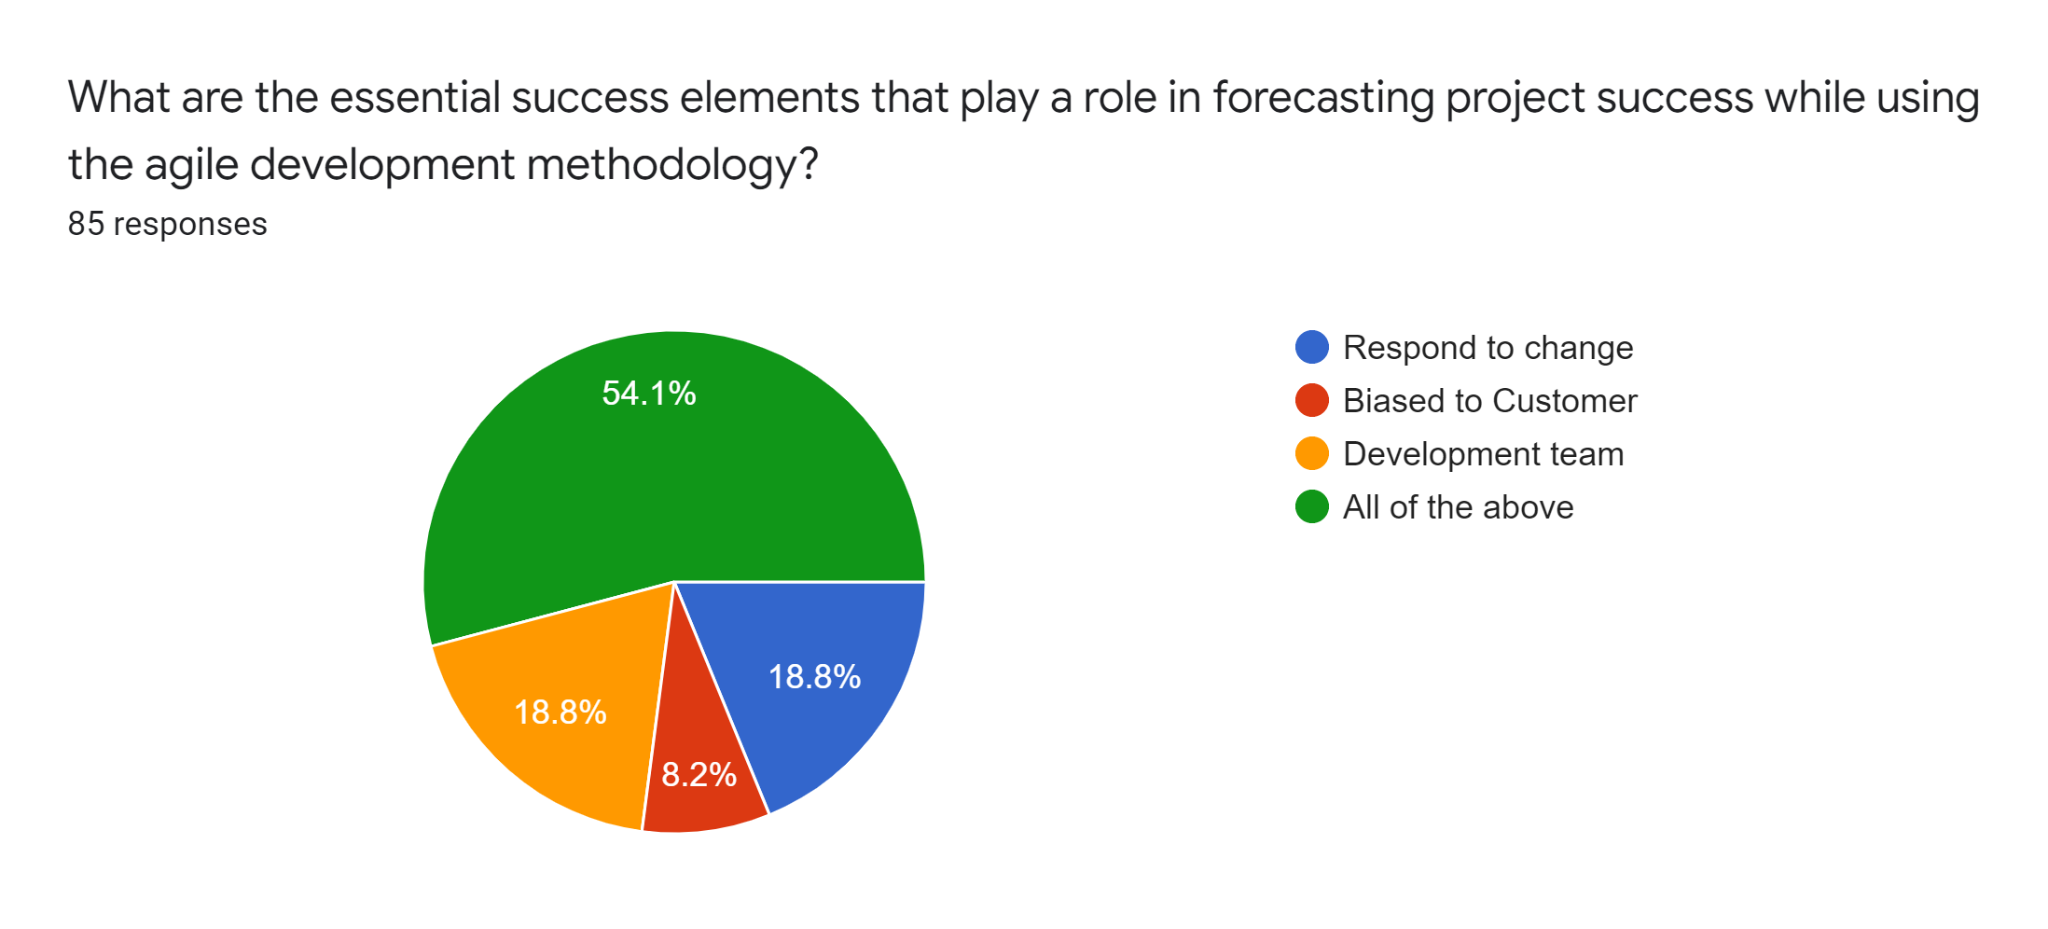 What are the essential success elements that play a role in forecasting project success while using
the agile development methodology?
85 responses
54.1%
18.8%
18.8%
8.2%
Respond to change
Biased to Customer
Development team
All of the above